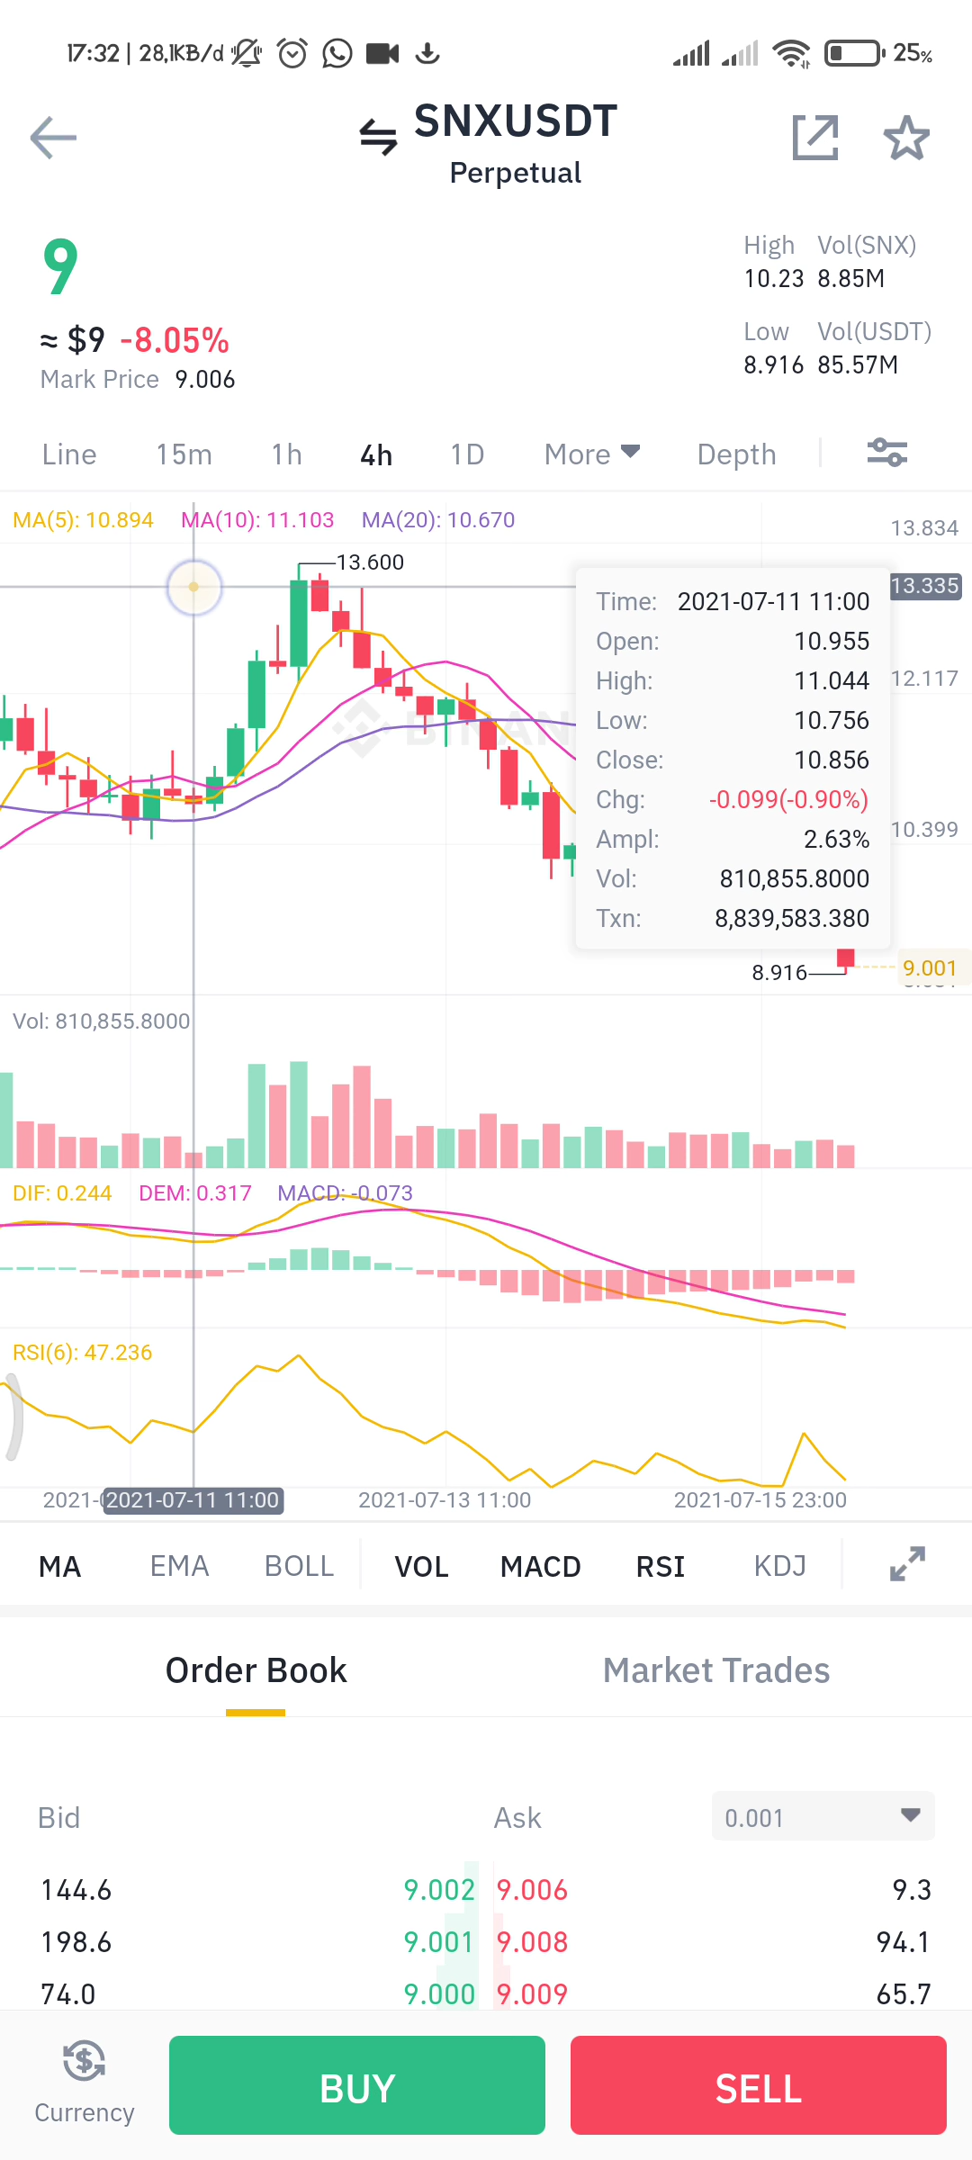 17:32 | 28,1KB/d 25%
SNXUSDT
Perpetual
9
≈ $9 -8.05%
Mark Price 9.006
High Vol(SNX)
10.23 8.85M
Low Vol(USDT)
8.916 85.57M
Line 15m 1h 4h 1D More Depth
MA(5): 10.894 MA(10): 11.103 MA(20): 10.670
13.834
13.600
13.335
12.117
10.399
BINAN
Time: 2021-07-11 11:00
Open: 10.955
High: 11.044
Low: 10.756
Close: 10.856
Chg: -0.099(-0.90%)
Ampl: 2.63%
Vol: 810,855.8000
Txn: 8,839,583.380
8.916
9.001
Vol: 810,855.8000
DIF: 0.244 DEM: 0.317 MACD: -0.073
RSI(6): 47.236
2021-0 2021-07-11 11:00 2021-07-13 11:00 2021-07-15 23:00
MA EMA BOLL VOL MACD RSI KDJ
Order Book Market Trades
Bid Ask 0.001
144.6 9.002 9.006 9.3
198.6 9.001 9.008 94.1
74.0 9.000 9.009 65.7
Currency BUY SELL